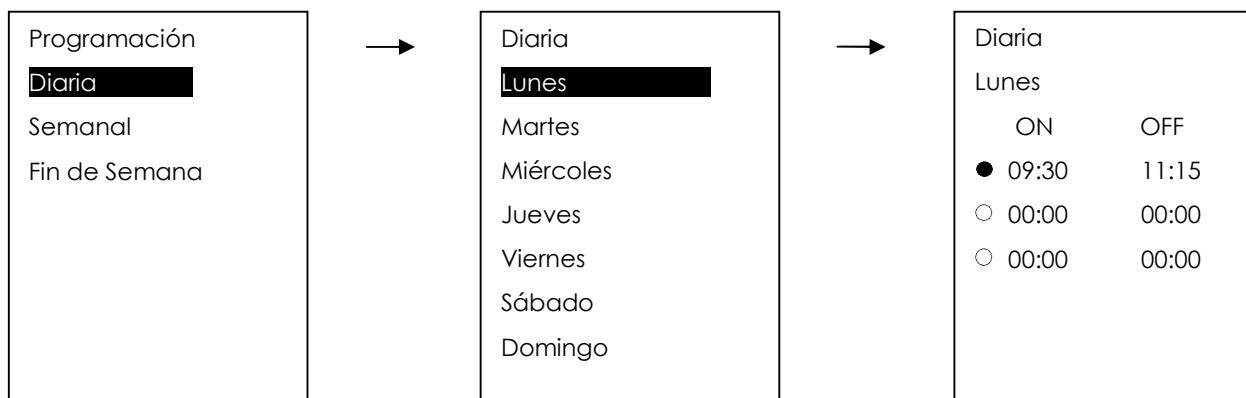 Programación
Diaria
Semanal
Fin de Semana
Diaria
Lunes
Martes
Miércoles
Jueves
Viernes
Sábado
Domingo
Diaria
Lunes
ON OFF
09:30 11:15
00:00 00:00
00:00 00:00